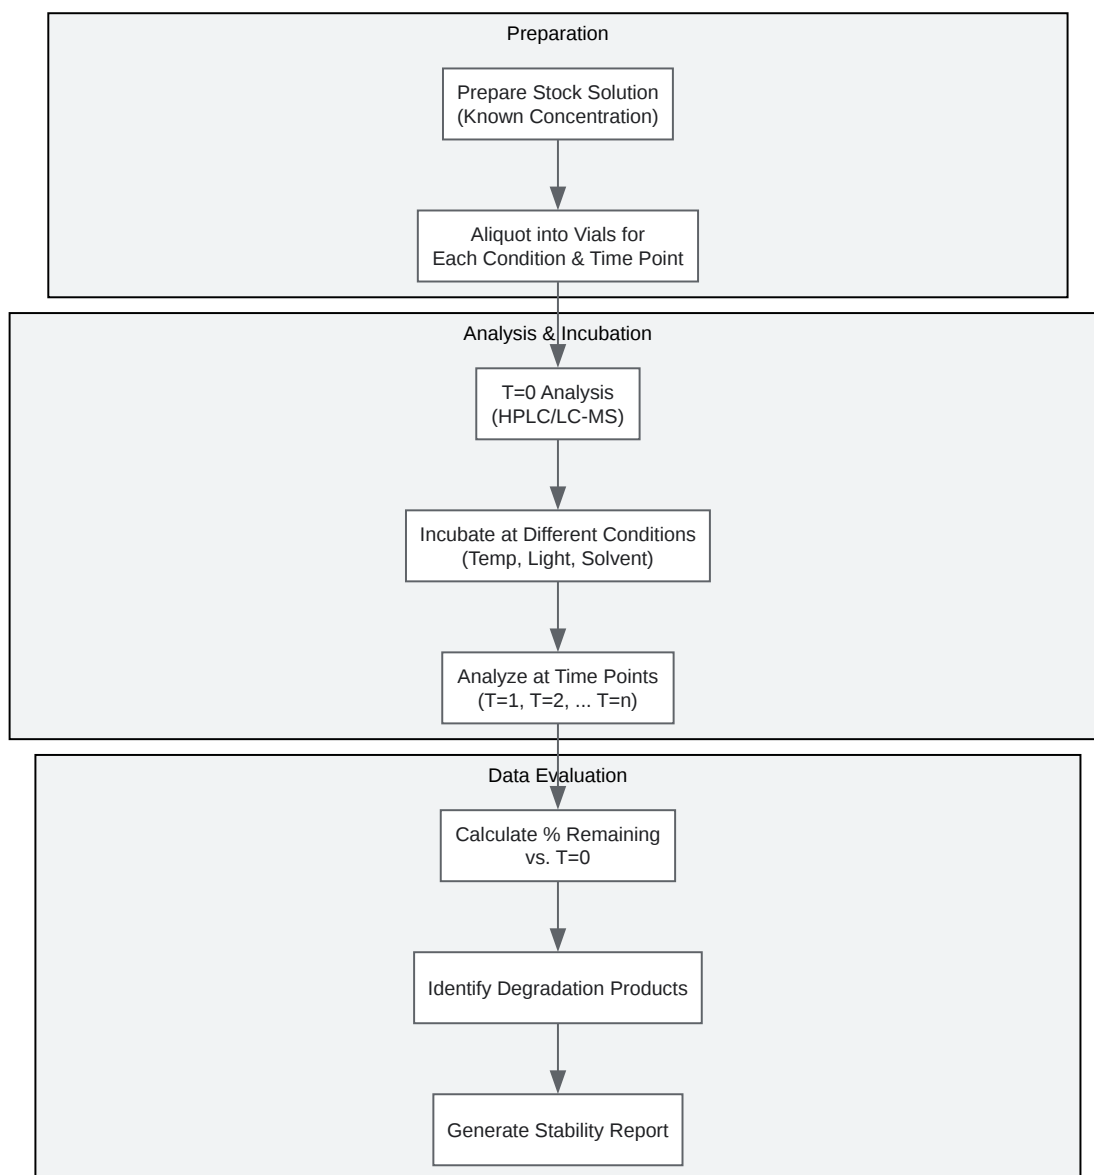 Preparation
Prepare Stock Solution
(Known Concentration)
Aliquot into Vials for
Each Condition & Time Point
Analysis & Incubation
T=0 Analysis
(HPLC/LC-MS)
Incubate at Different Conditions
(Temp, Light, Solvent)
Analyze at Time Points
(T=1, T=2, ... T=n)
Data Evaluation
Calculate % Remaining
vs. T=0
Identify Degradation Products
Generate Stability Report